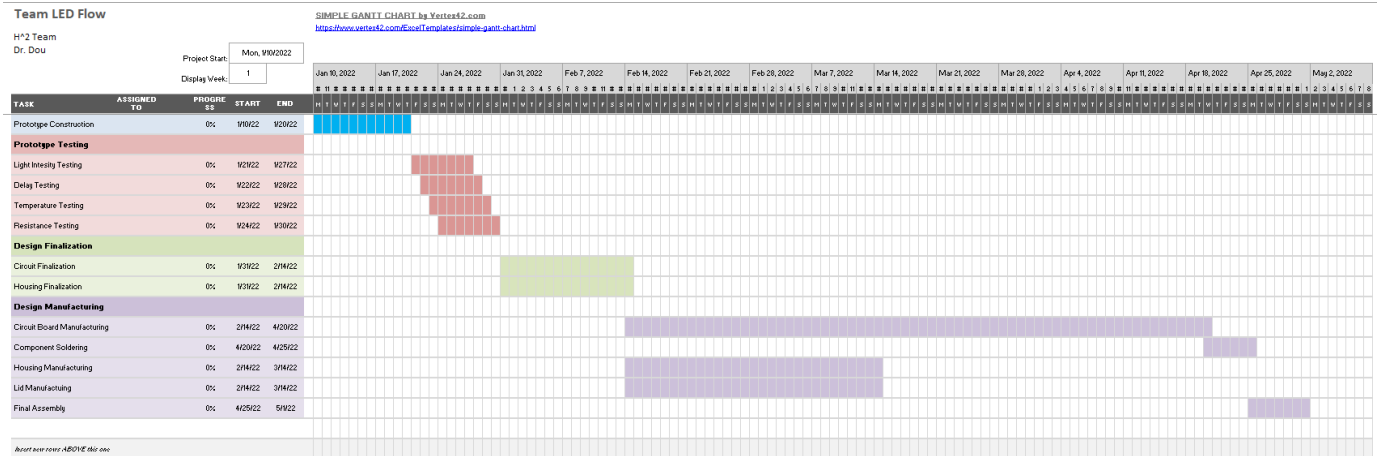 Team LED Flow
SIMPLE GANTT CHART by Vertex42.com
https://www.vertex42.com/ExcelTemplates/simple-gantt-chart.html
H^2 Team
Dr. Dou
Project Start: Mon, 1/10/2022
Display Week: 1
Jan 10, 2022 Jan 17, 2022 Jan 24, 2022 Jan 31, 2022 Feb 7, 2022 Feb 14, 2022 Feb 21, 2022 Feb 28, 2022 Mar 7, 2022 Mar 14, 2022 Mar 21, 2022 Mar 28, 2022 Apr 4, 2022 Apr 11, 2022 Apr 18, 2022 Apr 25, 2022 May 2, 2022
TASK ASSIGNED TO PROGRESS START END
Prototype Construction 0% 1/10/22 1/20/22
Prototype Testing
Light Intesity Testing 0% 1/21/22 1/27/22
Delay Testing 0% 1/22/22 1/28/22
Temperature Testing 0% 1/23/22 1/29/22
Resistance Testing 0% 1/24/22 1/30/22
Design Finalization
Circuit Finalization 0% 1/31/22 2/14/22
Housing Finalization 0% 1/31/22 2/14/22
Design Manufacturing
Circuit Board Manufacturing 0% 2/14/22 4/20/22
Component Soldering 0% 4/20/22 4/25/22
Housing Manufacturing 0% 2/14/22 3/14/22
Lid Manufactuing 0% 2/14/22 3/14/22
Final Assembly 0% 4/25/22 5/1/22
Insert new rows ABOVE this one